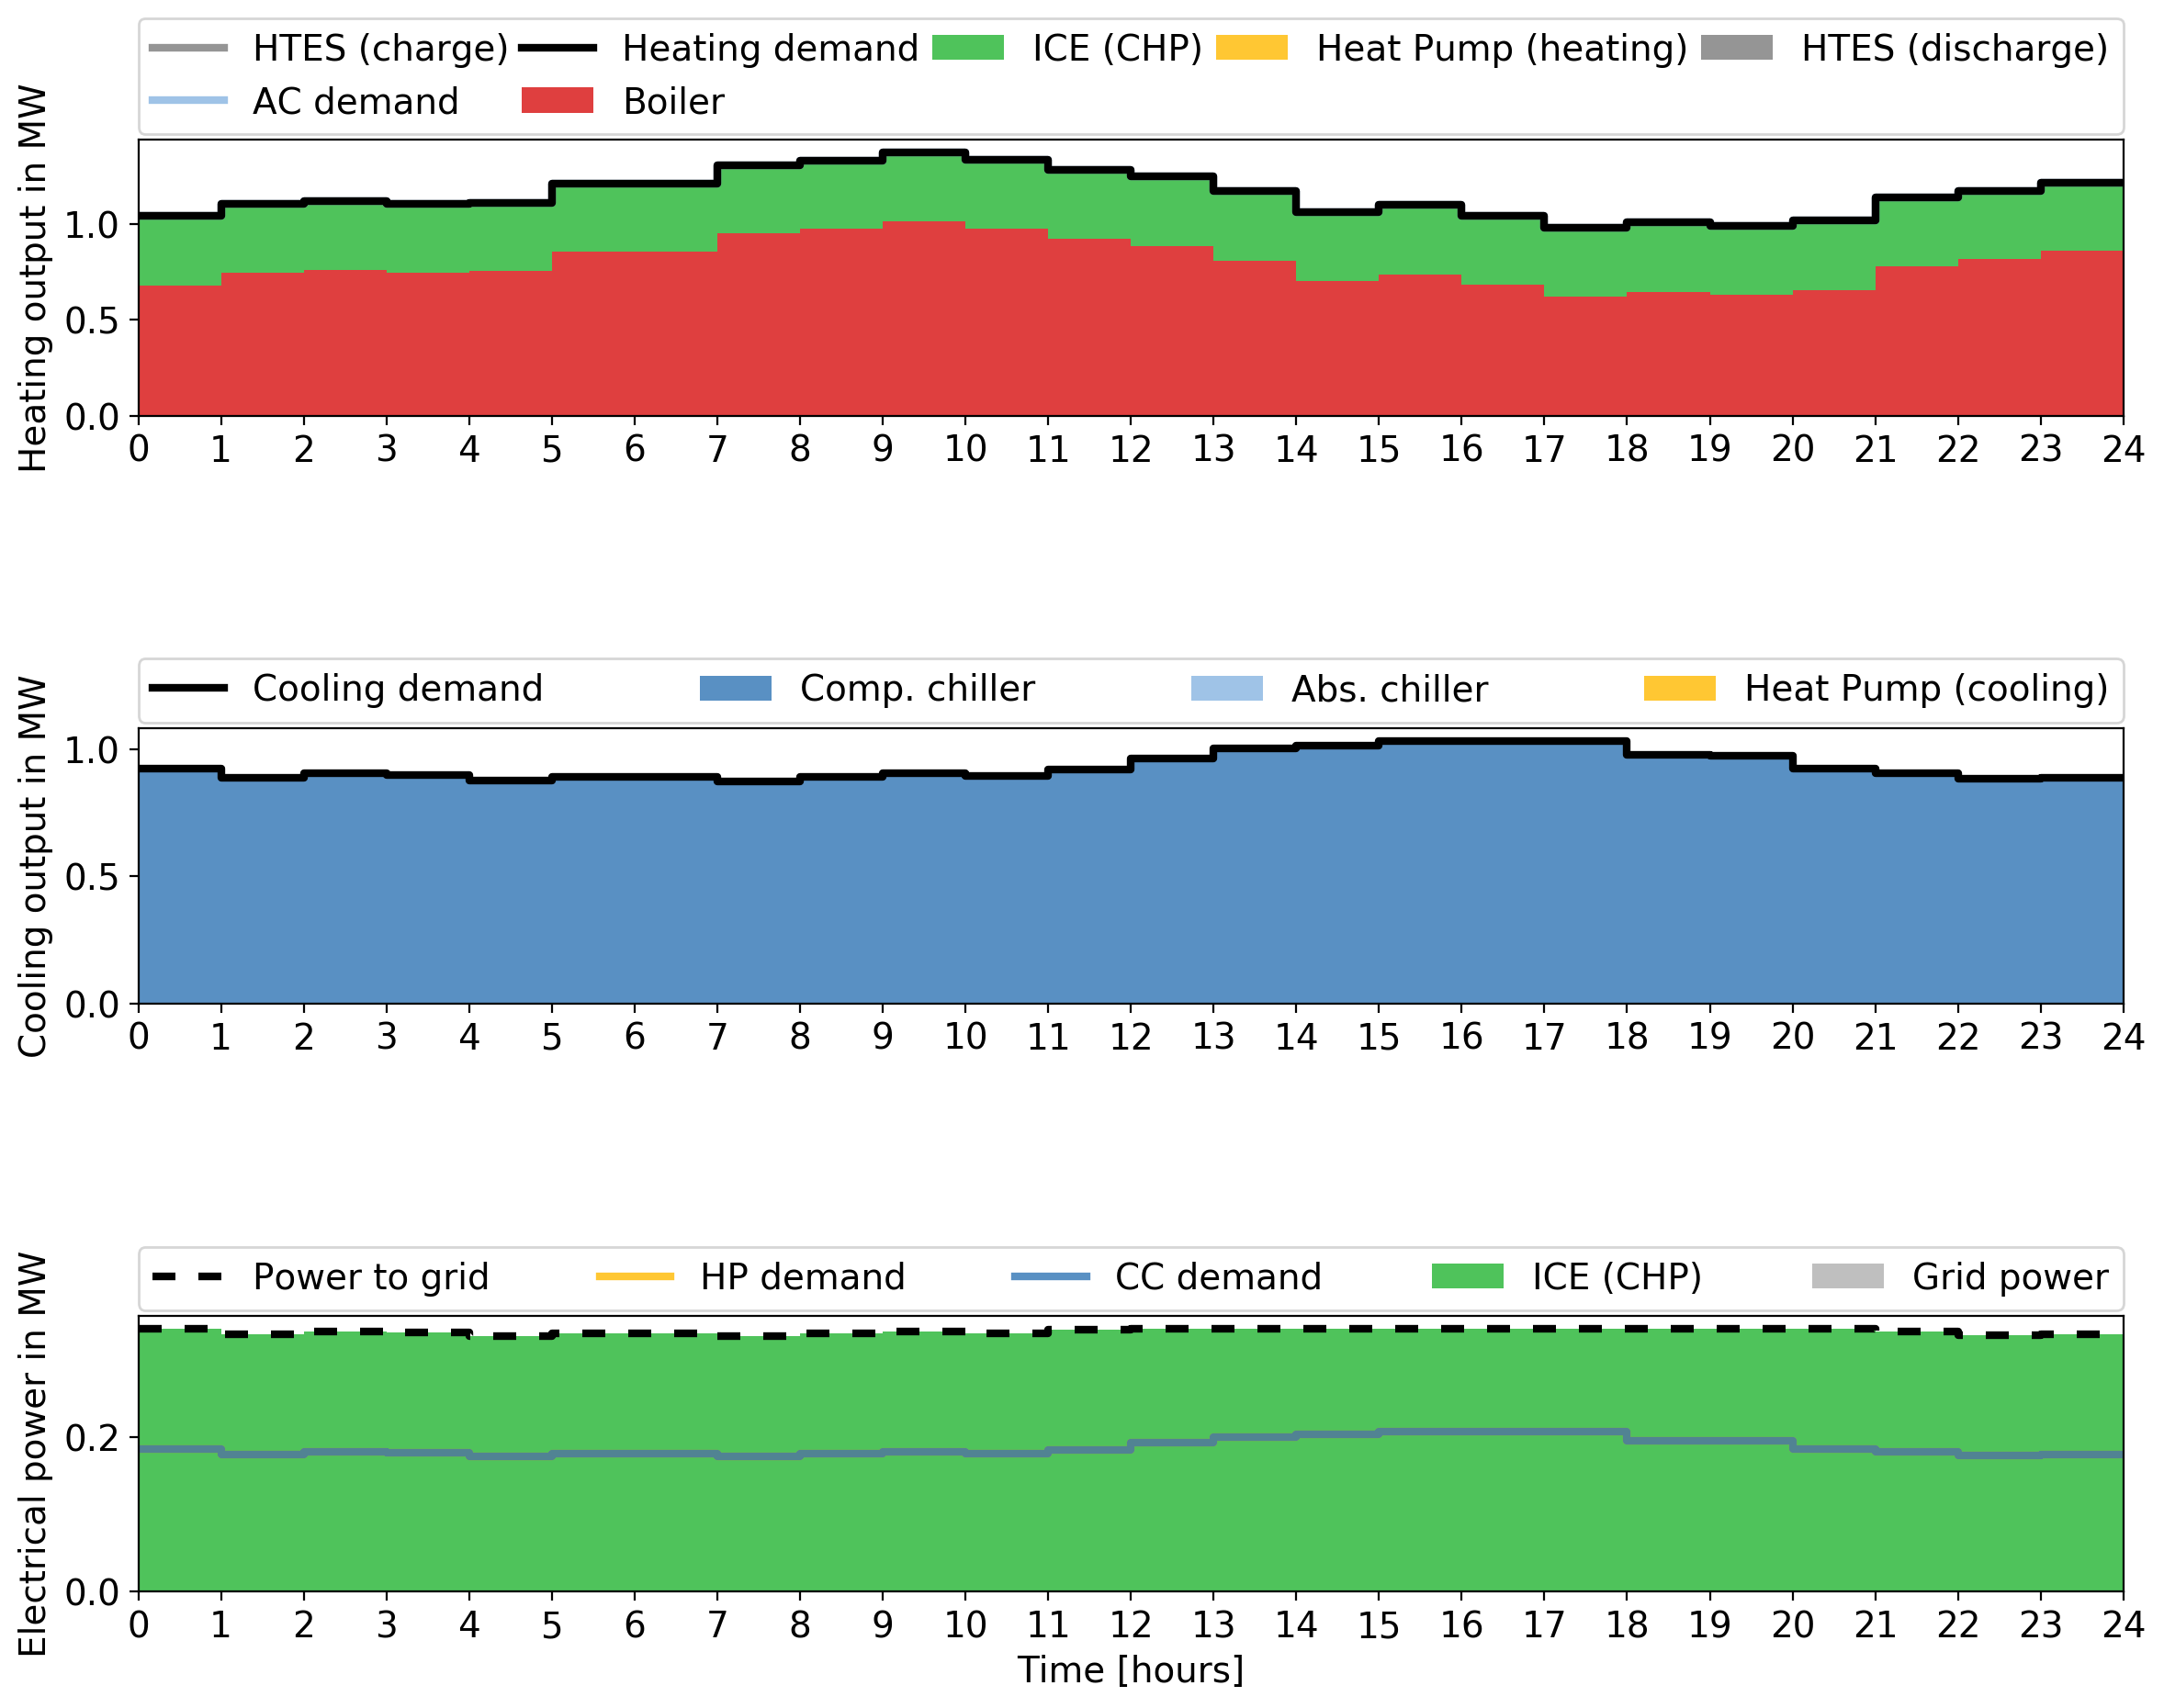 HTES (charge) Heating demand ICE (CHP) Heat Pump (heating) HTES (discharge)
AC demand Boiler
Heating output in MW
1.0
0.5
0.0
0 1 2 3 4 5 6 7 8 9 10 11 12 13 14 15 16 17 18 19 20 21 22 23 24
Cooling demand Comp. chiller Abs. chiller Heat Pump (cooling)
Cooling output in MW
1.0
0.5
0.0
0 1 2 3 4 5 6 7 8 9 10 11 12 13 14 15 16 17 18 19 20 21 22 23 24
Power to grid HP demand CC demand ICE (CHP) Grid power
Electrical power in MW
0.2
0.0
0 1 2 3 4 5 6 7 8 9 10 11 12 13 14 15 16 17 18 19 20 21 22 23 24
Time [hours]